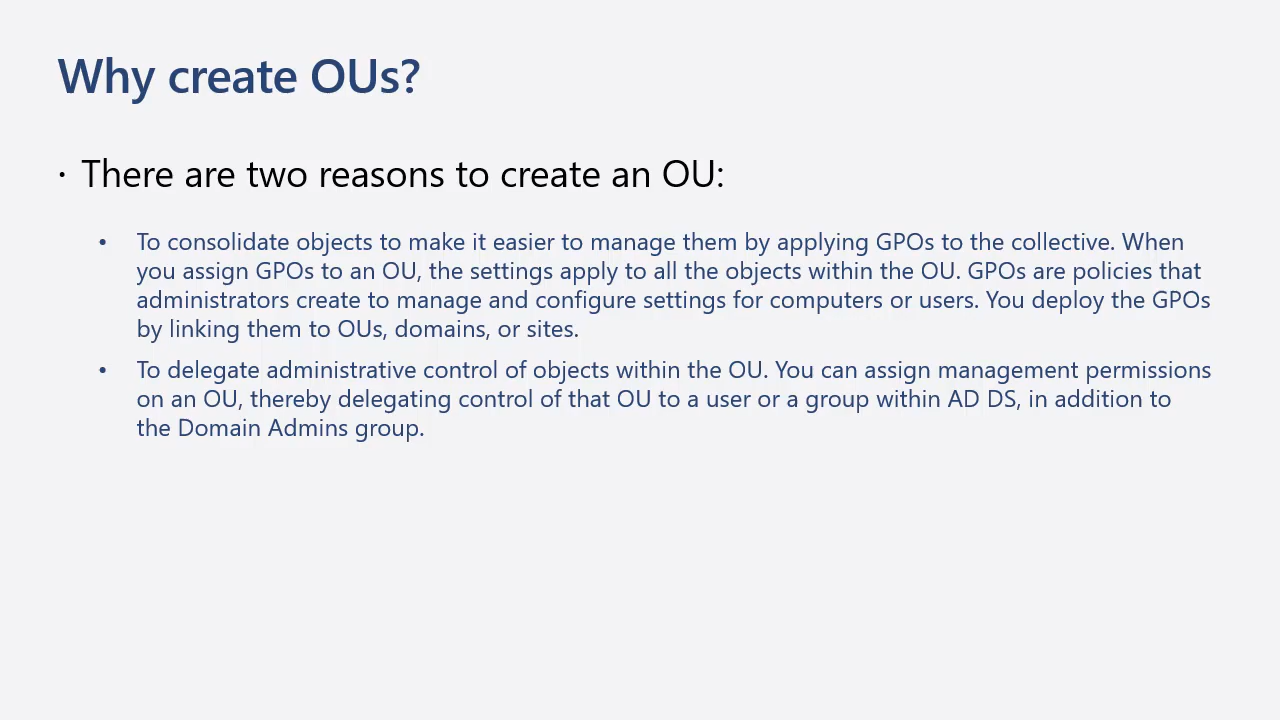 Why create OUs?
· There are two reasons to create an OU:
• To consolidate objects to make it easier to manage them by applying GPOs to the collective. When
you assign GPOs to an OU, the settings apply to all the objects within the OU. GPOs are policies that
administrators create to manage and configure settings for computers or users. You deploy the GPOs
by linking them to OUs, domains, or sites.
• To delegate administrative control of objects within the OU. You can assign management permissions
on an OU, thereby delegating control of that OU to a user or a group within AD DS, in addition to
the Domain Admins group.